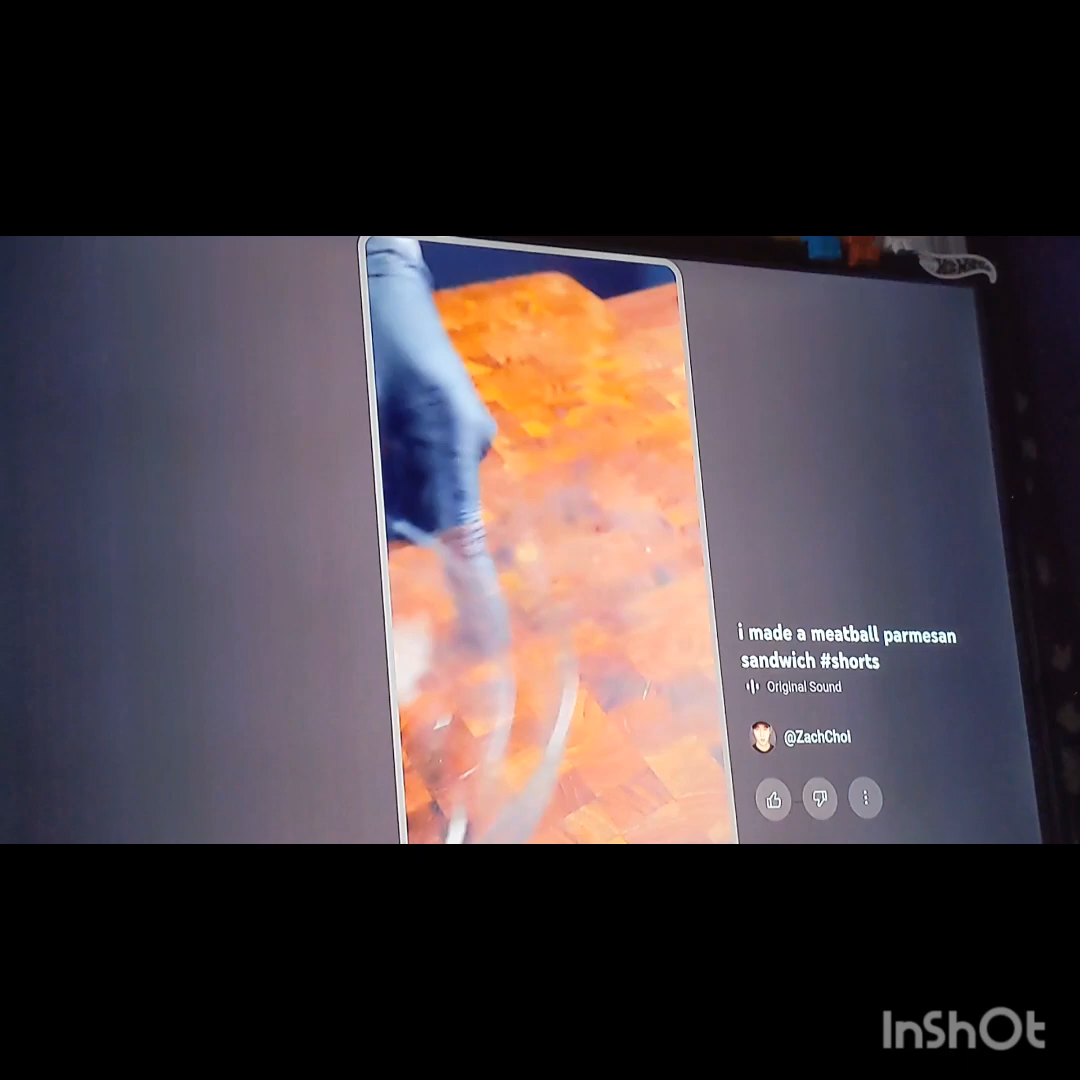 i made a meatball parmesan
sandwich #shorts
Original Sound
@ZachChoi
InShOt